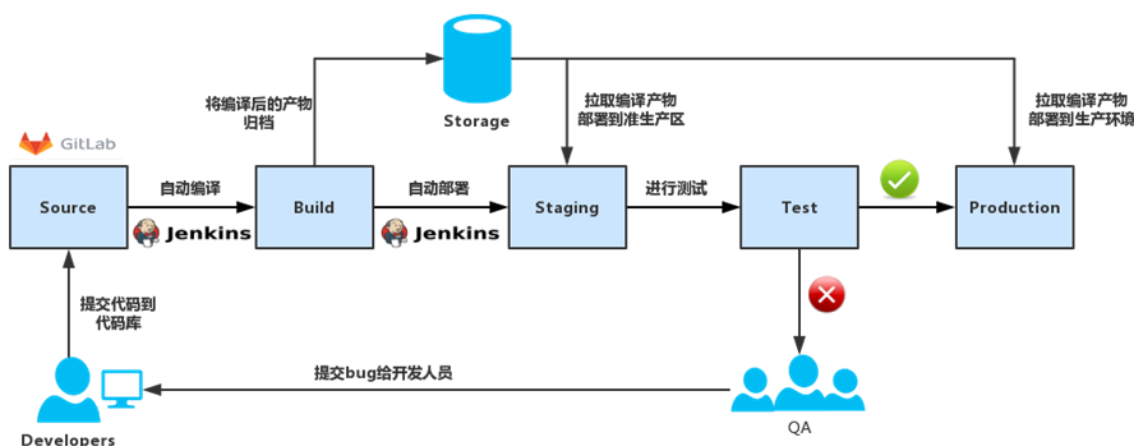 将编译后的产物
归档
Storage
拉取编译产物
部署到准生产区
拉取编译产物
部署到生产环境
GitLab
Source
自动编译
Jenkins
Build
自动部署
Jenkins
Staging
进行测试
Test
Production
提交代码到
代码库
提交bug给开发人员
Developers
QA